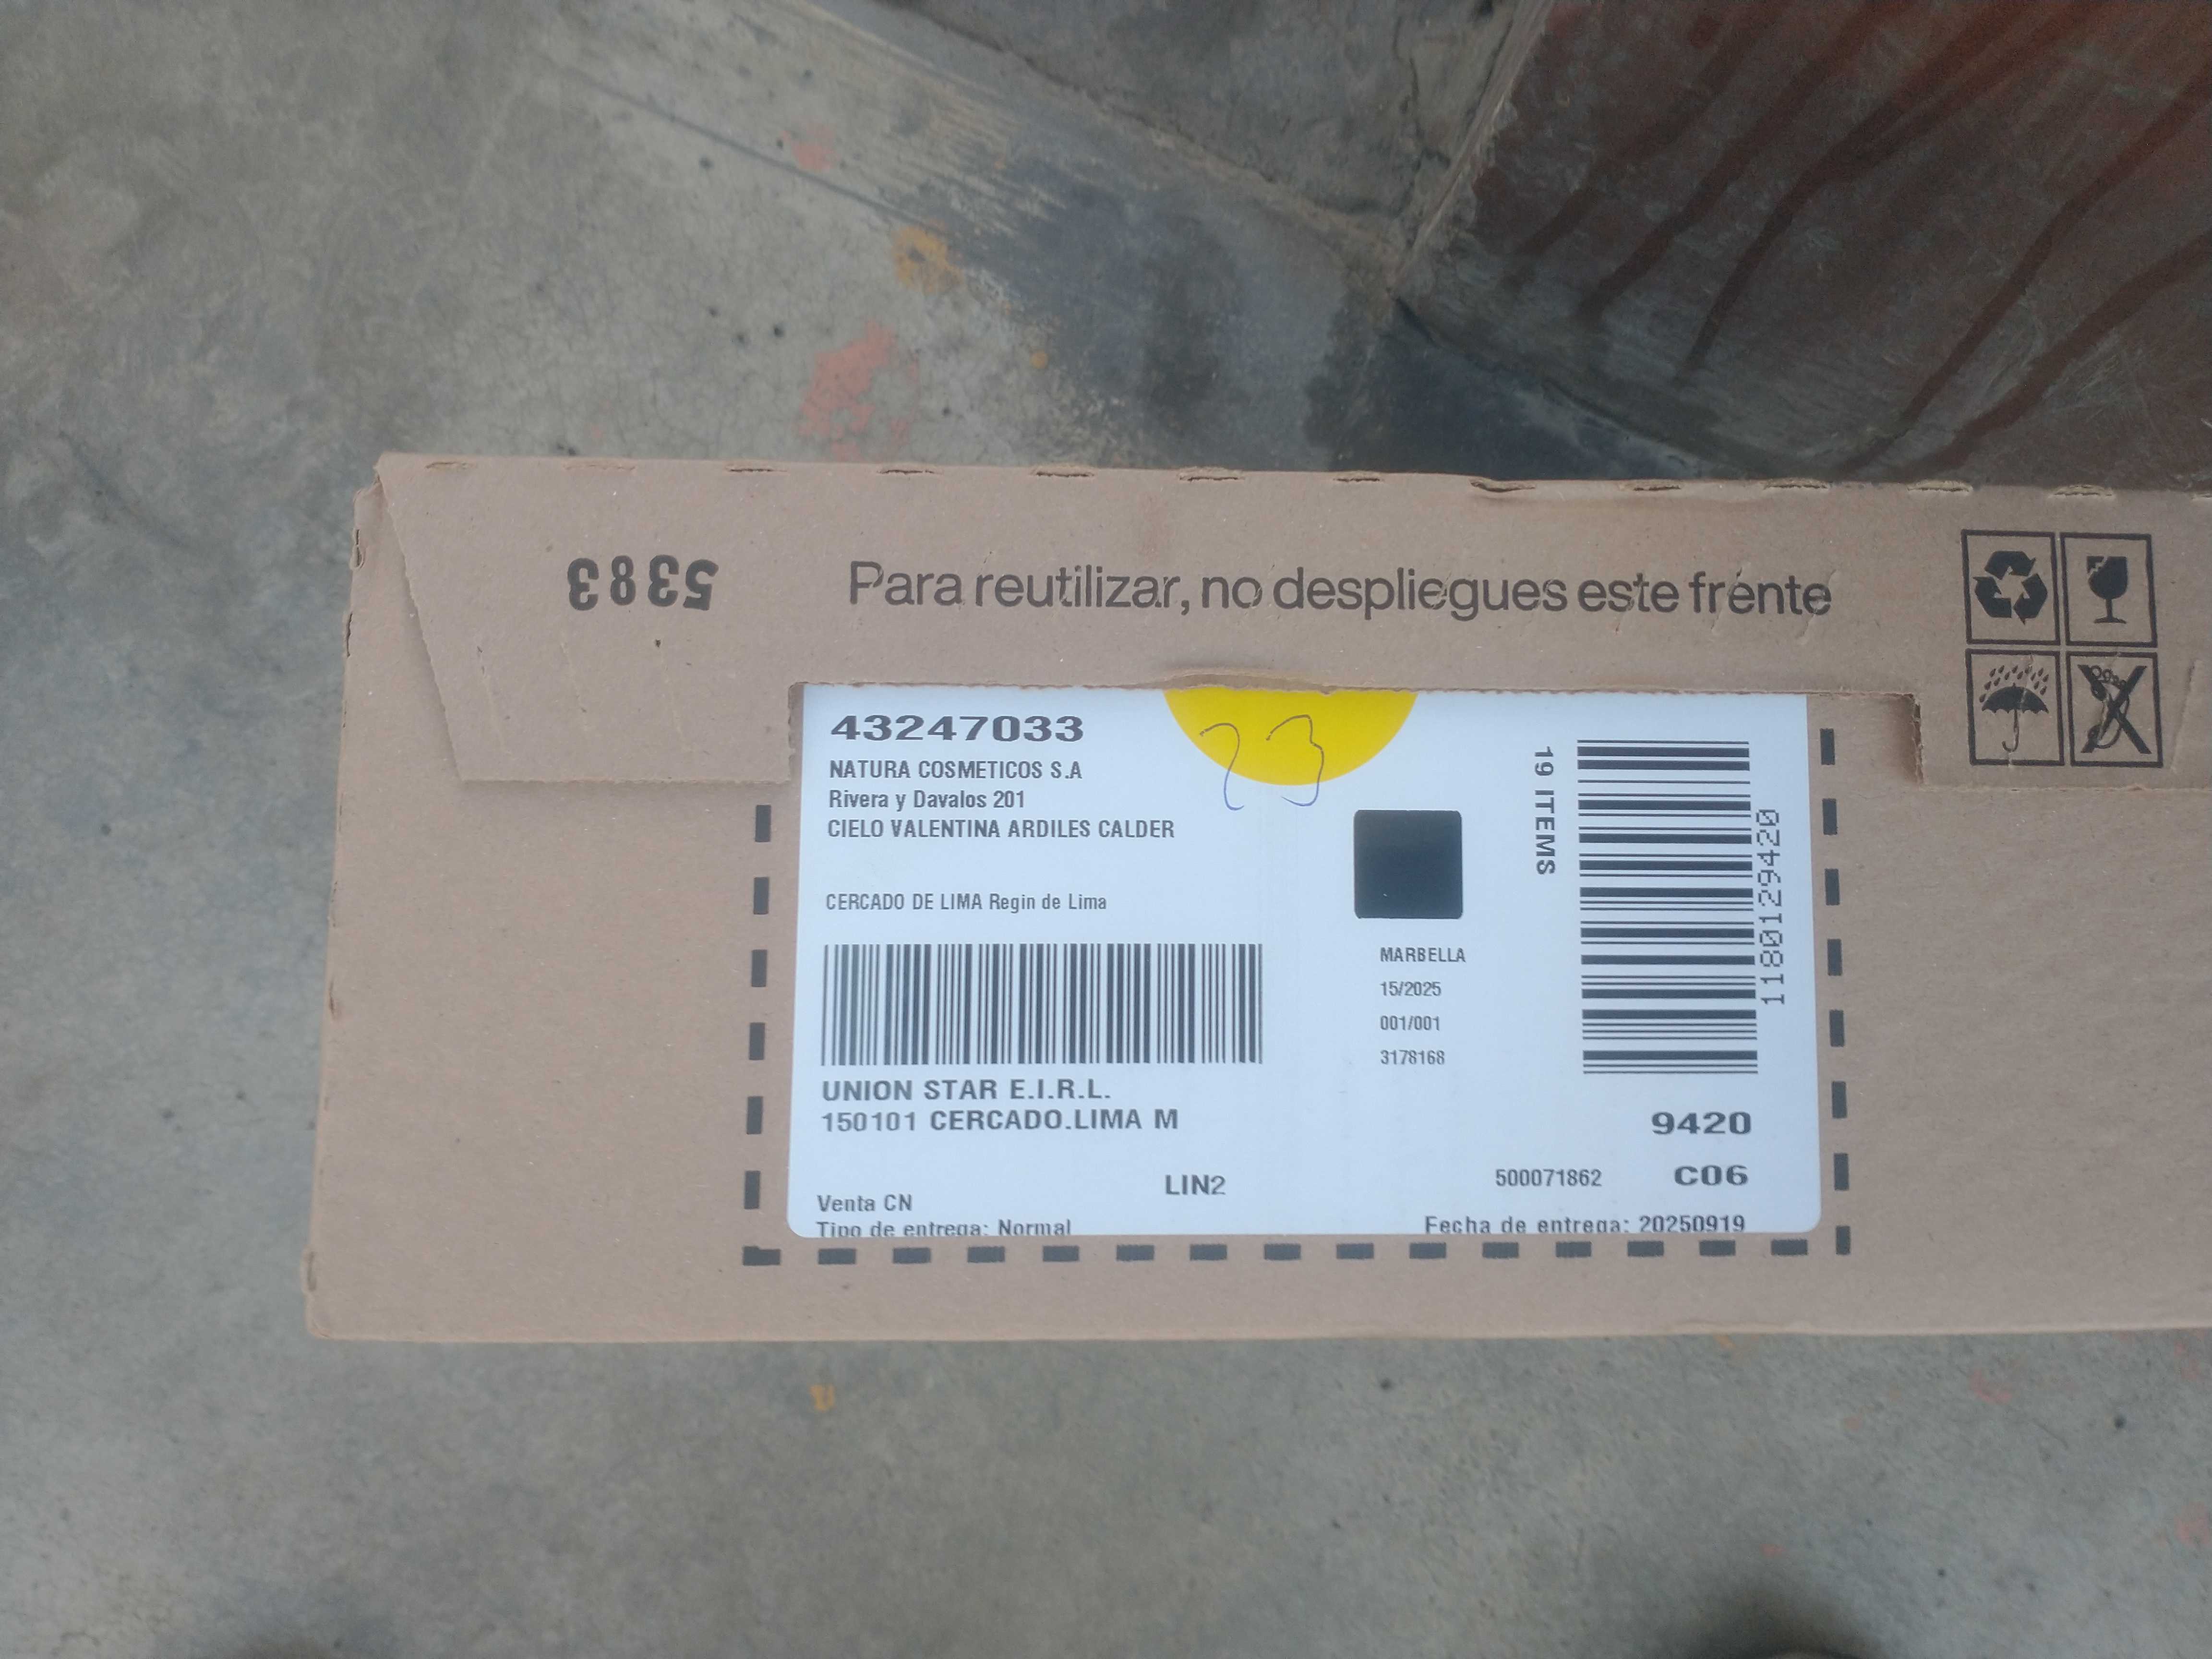 5383
Para reutilizar, no despliegues este frente
43247033
23
NATURA COSMETICOS S.A
Rivera y Davalos 201
CIELO VALENTINA ARDILES CALDER
CERCADO DE LIMA Regin de Lima
19 ITEMS
1180129420
MARBELLA
15/2025
001/001
3178168
UNION STAR E.I.R.L.
150101 CERCADO.LIMA M
9420
LIN2
500071862 C06
Venta CN
Tipo de entrega: Normal
Fecha de entrega: 20250919